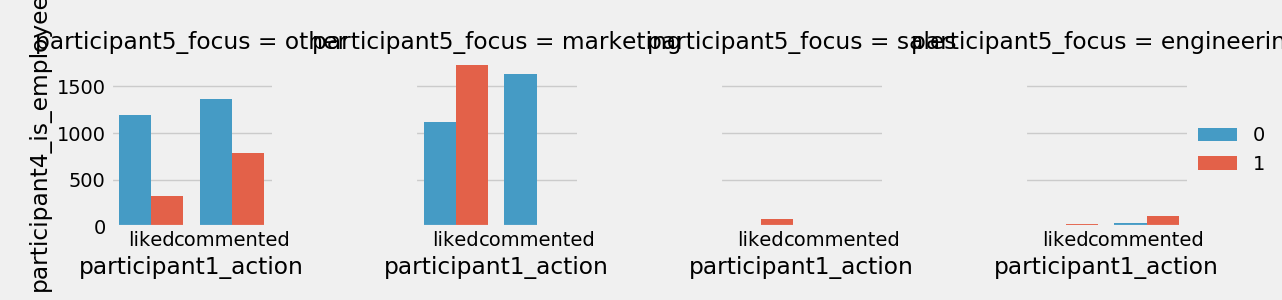 participant5_focus = other
participant5_focus = marketing
participant5_focus = sales
participant5_focus = engineerin
participant4_is_employee
1500
1000
500
0
0
1
liked commented
liked commented
liked commented
liked commented
participant1_action
participant1_action
participant1_action
participant1_action